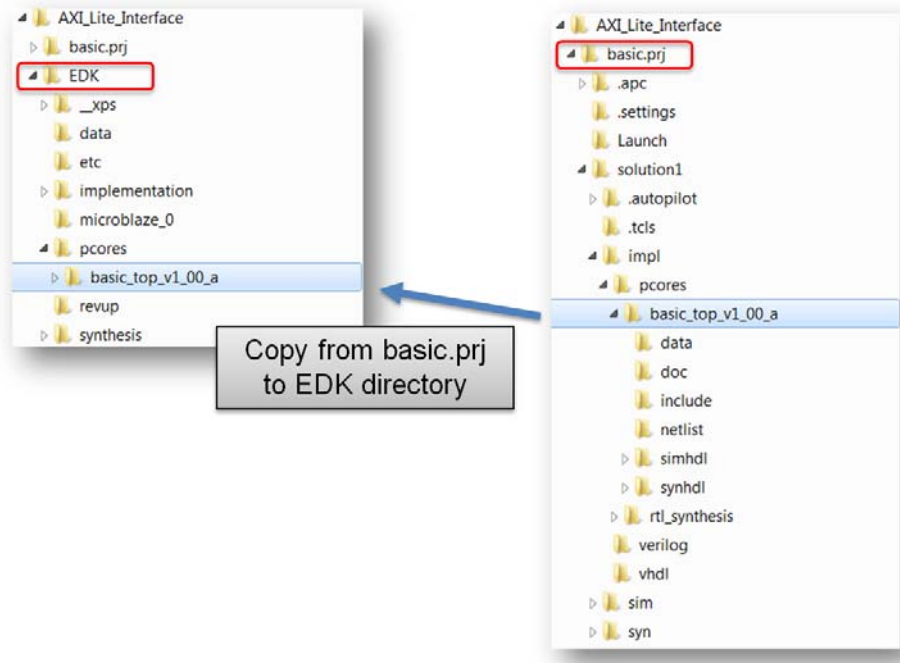 AXI_Lite_Interface
basic.prj
EDK
__xps
data
etc
implementation
microblaze_0
pcores
basic_top_v1_00_a
revup
synthesis
Copy from basic.prj
to EDK directory
AXI_Lite_Interface
basic.prj
.apc
.settings
Launch
solution1
.autopilot
.tcls
impl
pcores
basic_top_v1_00_a
data
doc
include
netlist
simhdl
synhdl
rtl_synthesis
verilog
vhdl
sim
syn